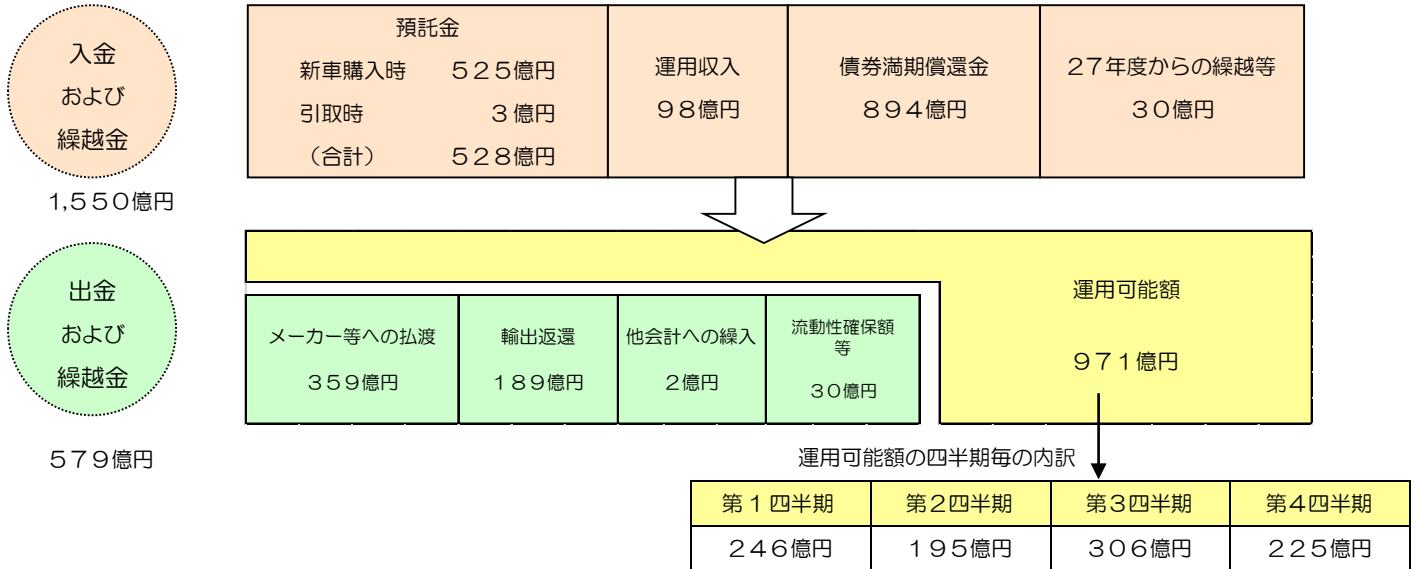 入金
および
繰越金
1,550億円
預託金
新車購入時 525億円
引取時 3億円
(合計) 528億円
運用収入
98億円
債券満期償還金
894億円
27年度からの繰越等
30億円
出金
および
繰越金
579億円
メーカー等への払渡
359億円
輸出返還
189億円
他会計への繰入
2億円
流動性確保額
等
30億円
運用可能額
971億円
運用可能額の四半期毎の内訳
第1四半期 第2四半期 第3四半期 第4四半期
246億円 195億円 306億円 225億円